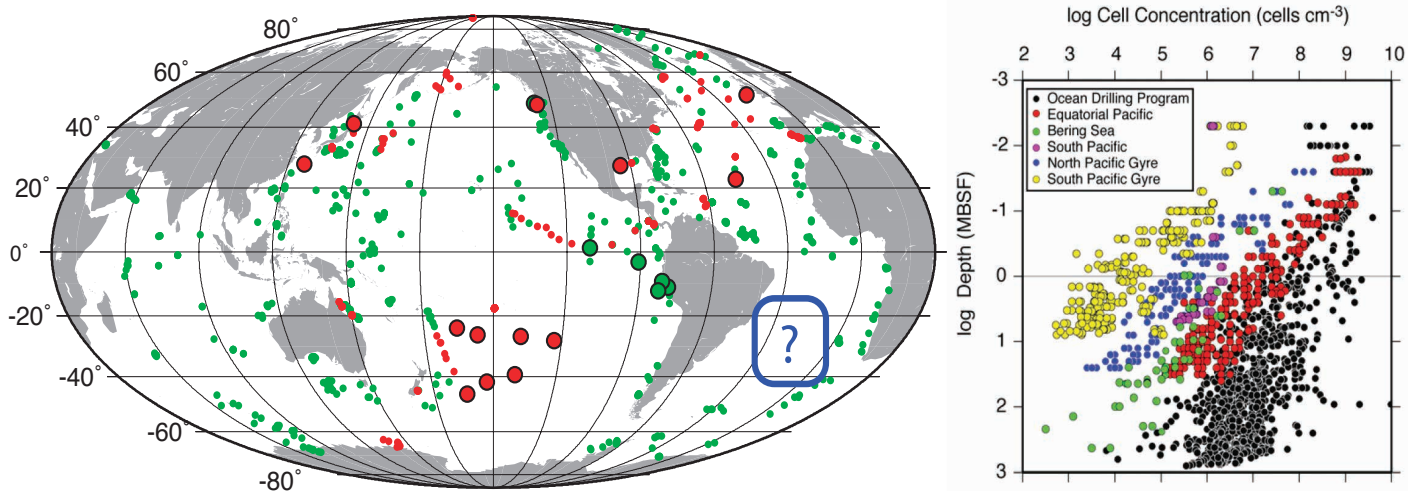 80°
60°
40°
20°
0°
-20°
-40°
-60°
-80°
?
log Cell Concentration (cells cm-3)
2 3 4 5 6 7 8 9 10
-3
-2
-1
0
1
2
3
log Depth (MBSF)
Ocean Drilling Program
Equatorial Pacific
Bering Sea
South Pacific
North Pacific Gyre
South Pacific Gyre